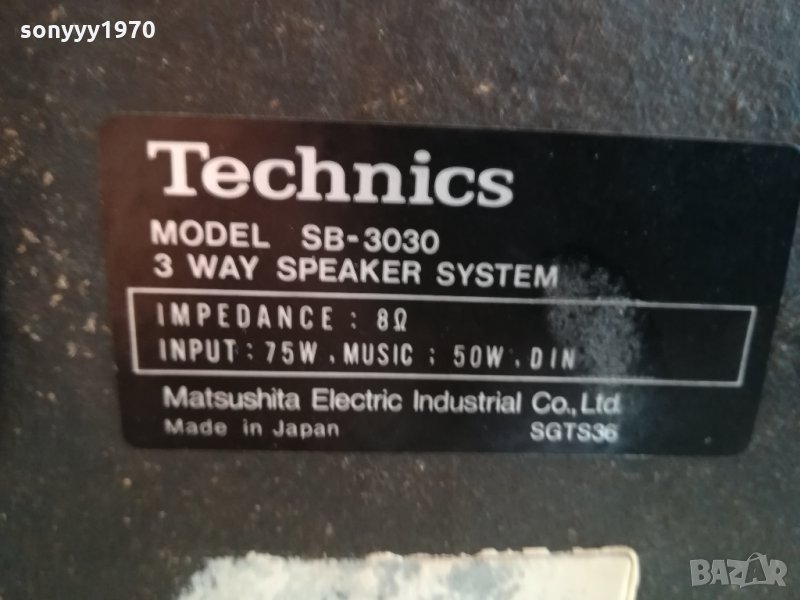 sonyyy1970
Technics
MODEL SB-3030
3 WAY SPEAKER SYSTEM
IMPEDANCE : 8Ω
INPUT : 75W . MUSIC ; 50W . DIN
Matsushita Electric Industrial Co., Ltd.
Made in Japan SGTS36
BAZAR